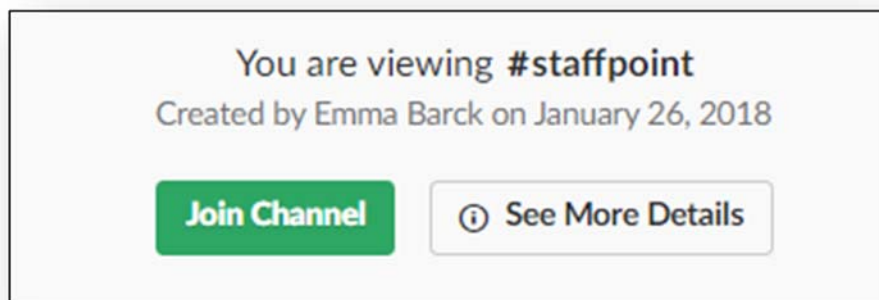 You are viewing #staffpoint
Created by Emma Barck on January 26, 2018
Join Channel
See More Details